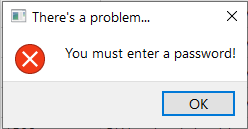 There's a problem...
You must enter a password!
OK